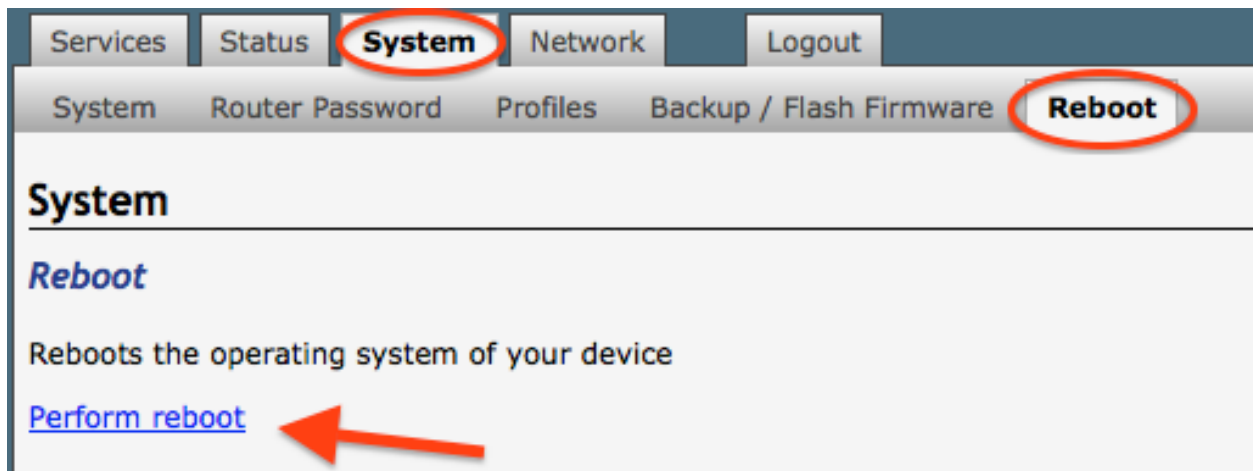 Services Status System Network Logout
System Router Password Profiles Backup / Flash Firmware Reboot
System
Reboot
Reboots the operating system of your device
Perform reboot